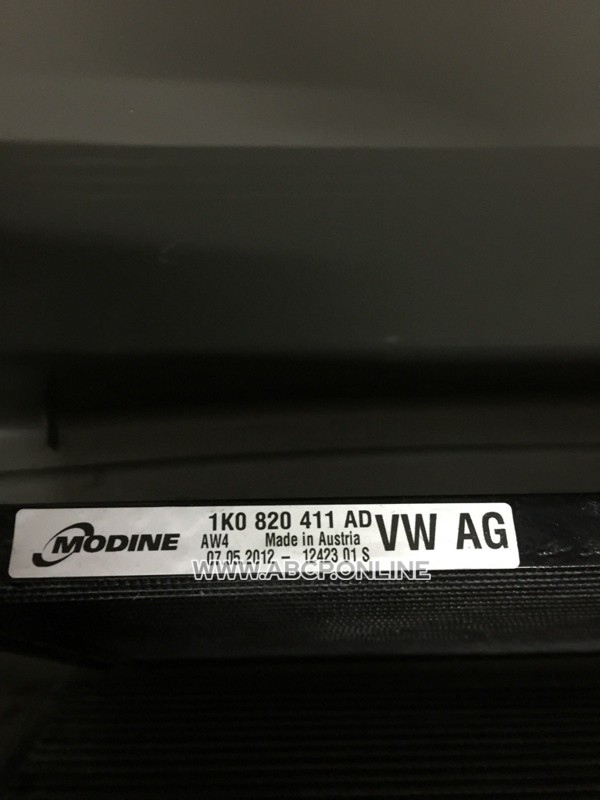 MODINE
1K0 820 411 AD
AW4 Made in Austria
07.05.2012 - 12423 01 S
VW AG
WWW.ABCP.ONLINE